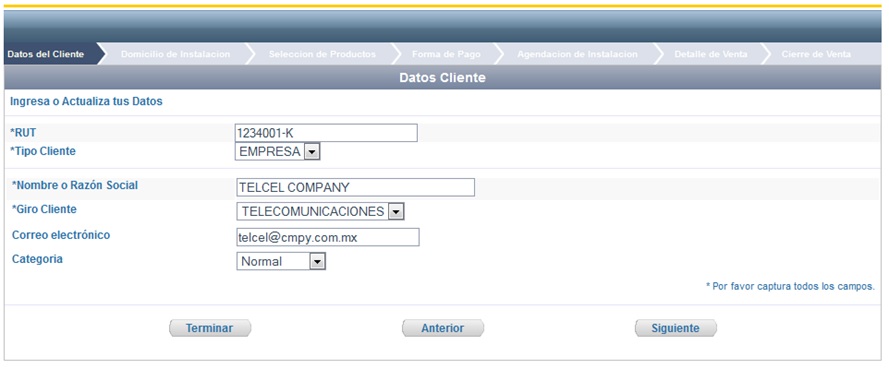 Datos del Cliente Domicilio de Instalacion Seleccion de Productos Forma de Pago Agendacion de Instalacion Detalle de Venta Cierre de Venta
Datos Cliente
Ingresa o Actualiza tus Datos
*RUT 1234001-K
*Tipo Cliente EMPRESA
*Nombre o Razón Social TELCEL COMPANY
*Giro Cliente TELECOMUNICACIONES
Correo electrónico telcel@cmpy.com.mx
Categoria Normal
* Por favor captura todos los campos.
Terminar Anterior Siguiente